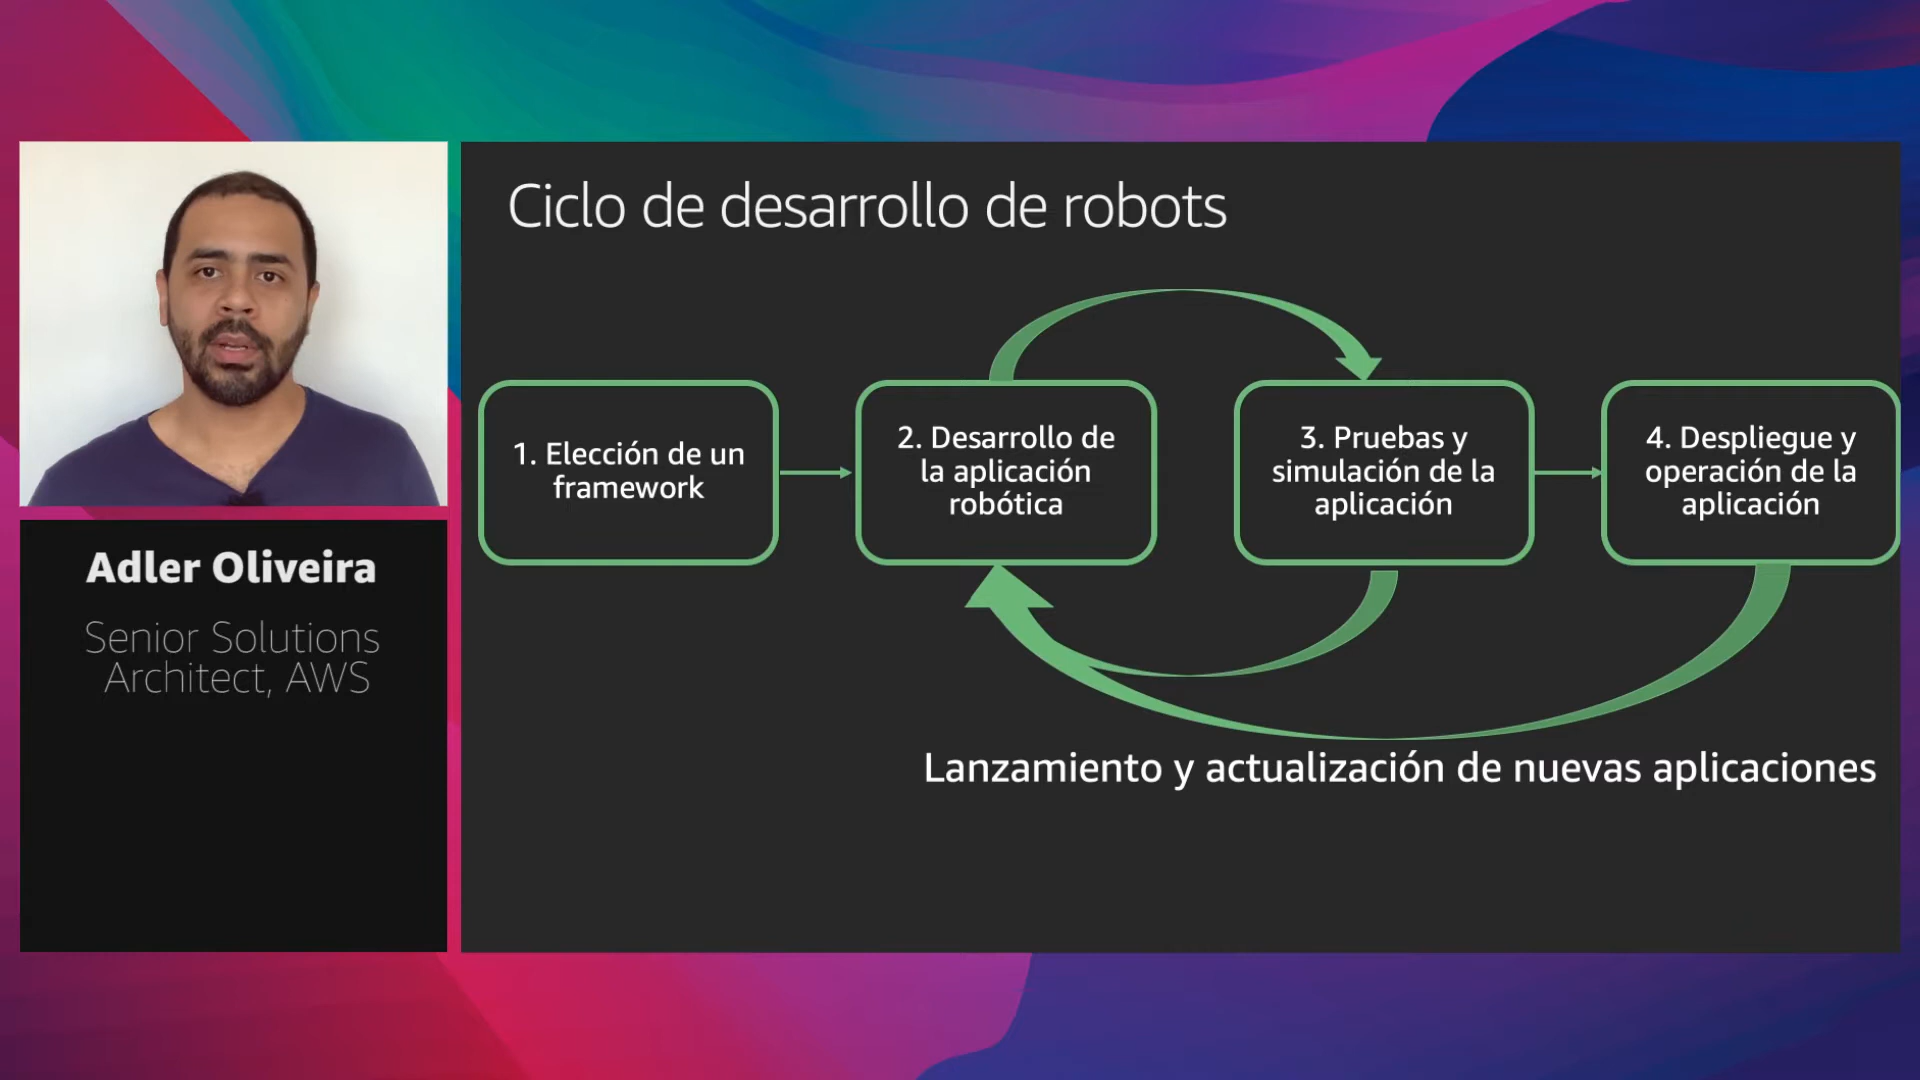 Ciclo de desarrollo de robots
1. Elección de un
framework
2. Desarrollo de
la aplicación
robótica
3. Pruebas y
simulación de la
aplicación
4. Despliegue y
operación de la
aplicación
Lanzamiento y actualización de nuevas aplicaciones
Adler Oliveira
Senior Solutions
Architect, AWS